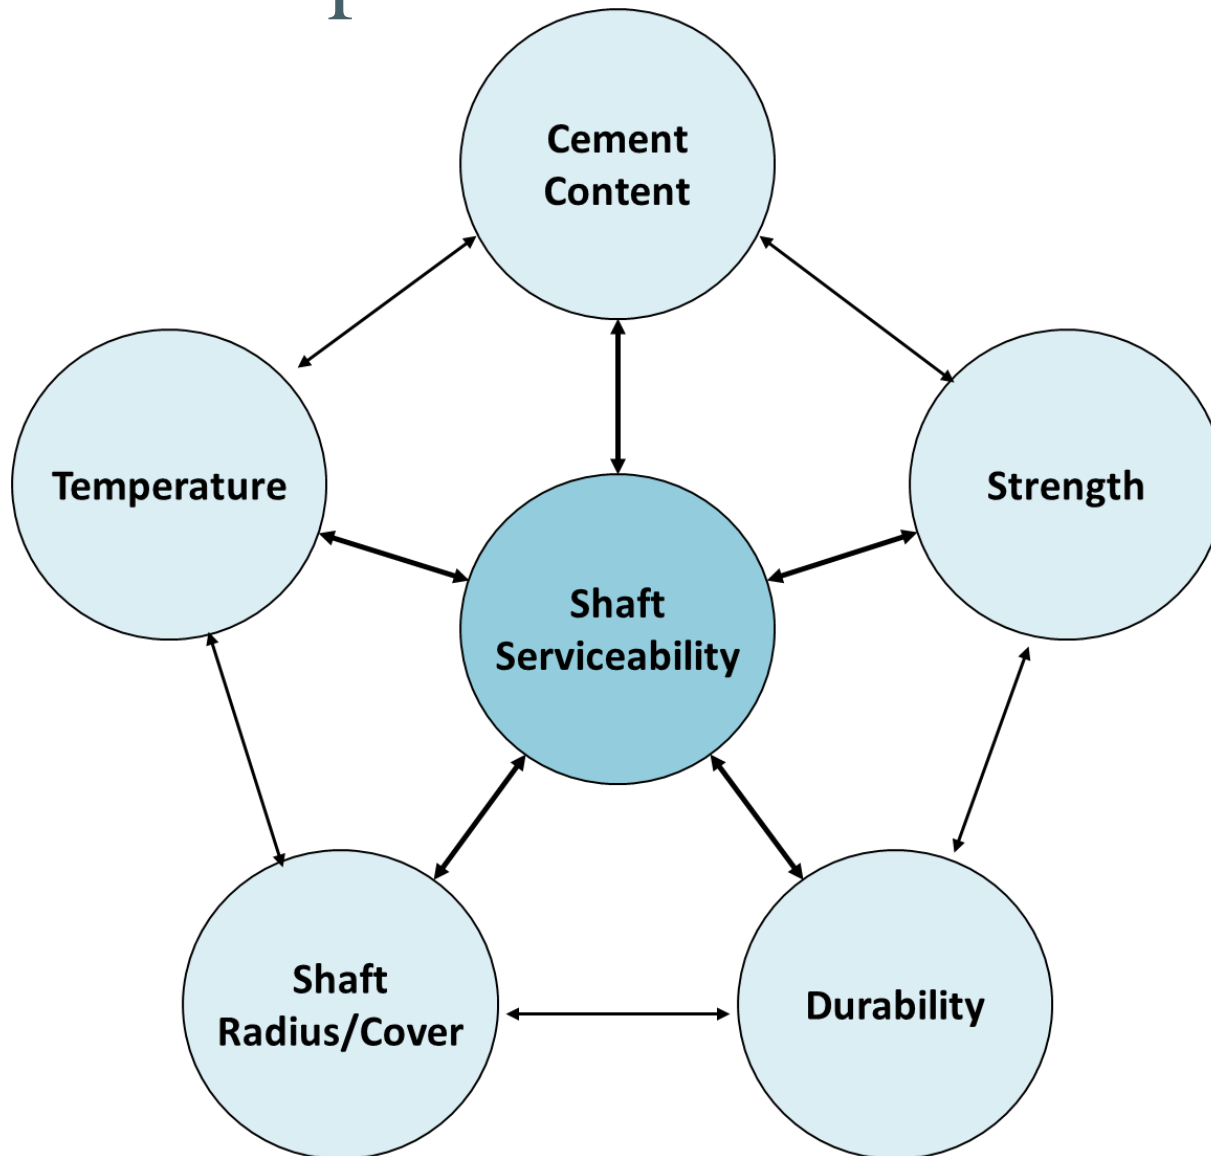 Cement
Content
Temperature
Strength
Shaft
Serviceability
Shaft
Radius/Cover
Durability